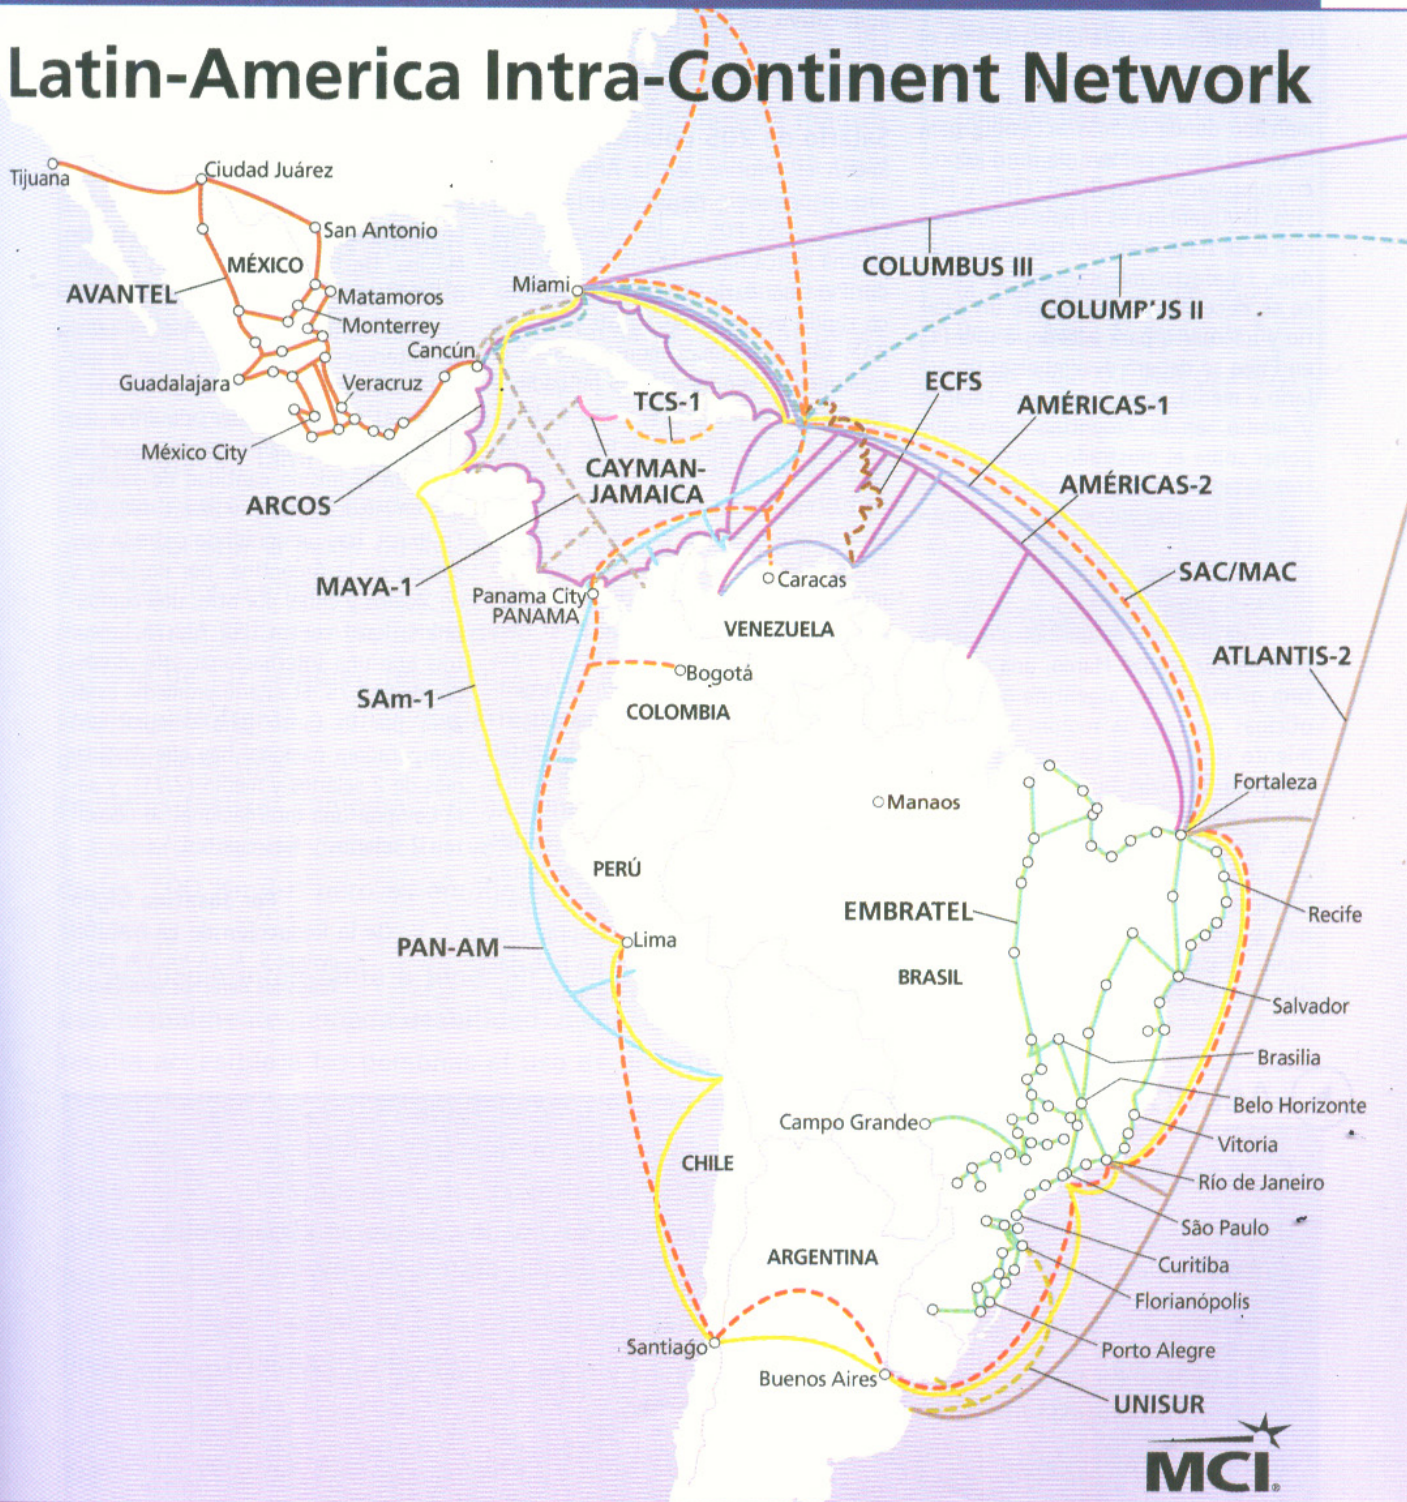 Latin-America Intra-Continent Network
Tijuana
Ciudad Juárez
San Antonio
MÉXICO
AVANTEL
Matamoros
Monterrey
Miami
COLUMBUS III
COLUMBUS II
Cancún
Guadalajara
Veracruz
México City
TCS-1
ECFS
AMÉRICAS-1
ARCOS
CAYMAN-
JAMAICA
AMÉRICAS-2
MAYA-1
Panama City
PANAMA
Caracas
SAC/MAC
VENEZUELA
ATLANTIS-2
SAm-1
Bogotá
COLOMBIA
Manaos
Fortaleza
PERÚ
EMBRATEL
Recife
PAN-AM
Lima
BRASIL
Salvador
Brasilia
Belo Horizonte
Campo Grande
Vitoria
CHILE
Río de Janeiro
São Paulo
ARGENTINA
Curitiba
Florianópolis
Santiago
Porto Alegre
Buenos Aires
UNISUR
MCI®